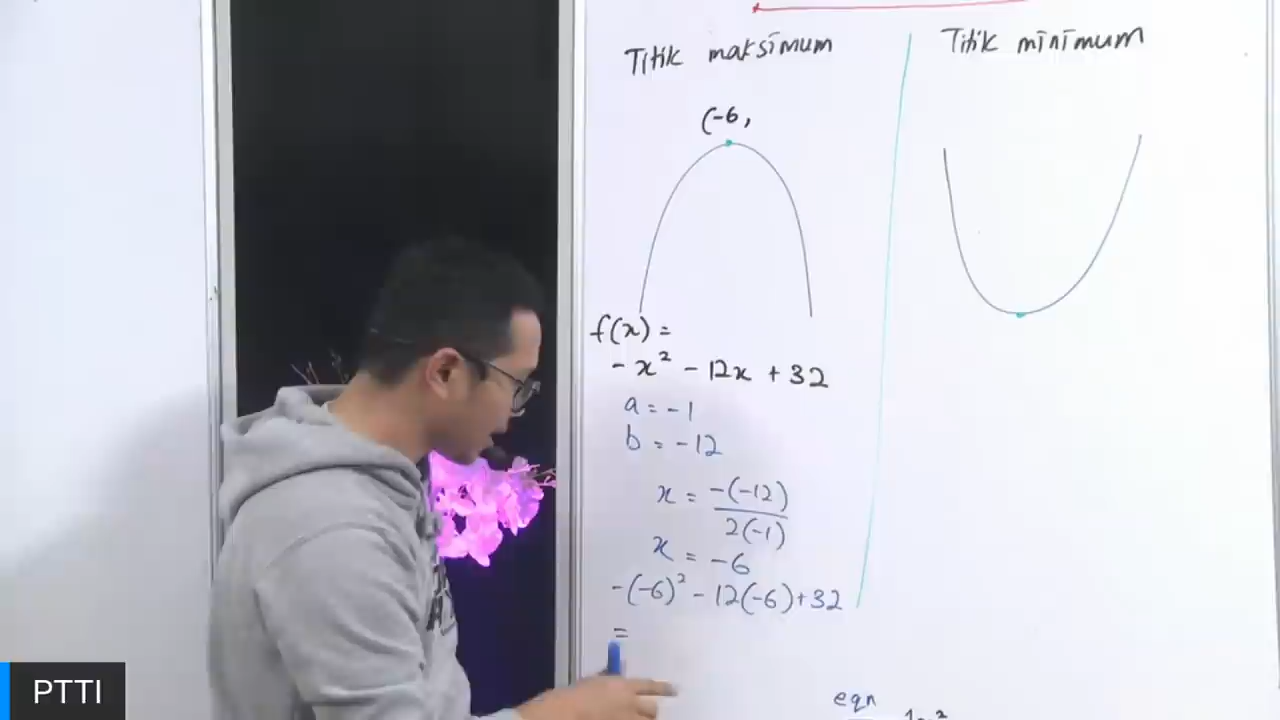 Titik maksimum
(-6,
f(x) =
- x² - 12x + 32
a = -1
b = -12
x = -(-12)
2(-1)
x = -6
-(-6)² - 12(-6) + 32
=
Titik minimum
eqn
PTTI